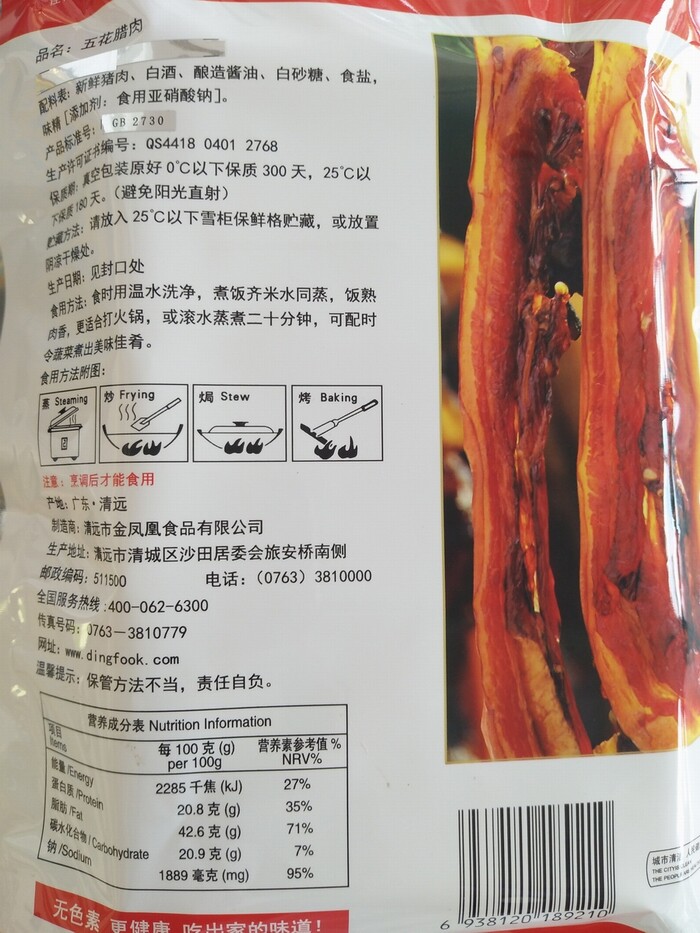 品名：五花腊肉
配料表：新鲜猪肉、白酒、酿造酱油、白砂糖、食盐，
味精［添加剂：食用亚硝酸钠］。
产品标准号：GB 2730
生产许可证书编号：QS4418 0401 2768
保质期：真空包装原好0℃以下保质300天，25℃以
下保质180天。（避免阳光直射）
贮藏方法：请放入25℃以下雪柜保鲜格贮藏，或放置
阴凉干燥处。
生产日期：见封口处
食用方法：食时用温水洗净，煮饭齐米水同蒸，饭熟
肉香，更适合打火锅，或滚水蒸煮二十分钟，可配时
令蔬菜煮出美味佳肴。
食用方法附图：
蒸 Steaming 炒 Frying 焗 Stew 烤 Baking
注意：烹调后才能食用
产地：广东·清远
制造商：清远市金凤凰食品有限公司
生产地址：清远市清城区沙田居委会旅安桥南侧
邮政编码：511500 电话：（0763）3810000
全国服务热线：400-062-6300
传真号码：0763－3810779
网址：www.dingfook.com
温馨提示：保管方法不当，责任自负。
营养成分表 Nutrition Information
项目 Items 每 100 克 (g) per 100g 营养素参考值 % NRV%
能量/Energy 2285 千焦 (kJ) 27%
蛋白质/Protein 20.8 克 (g) 35%
脂肪/Fat 42.6 克 (g) 71%
碳水化合物/Carbohydrate 20.9 克 (g) 7%
钠/Sodium 1889 毫克 (mg) 95%
无色素 更健康 吃出家的味道！
6 938120 189210
城市清洁
THE PEOPLE